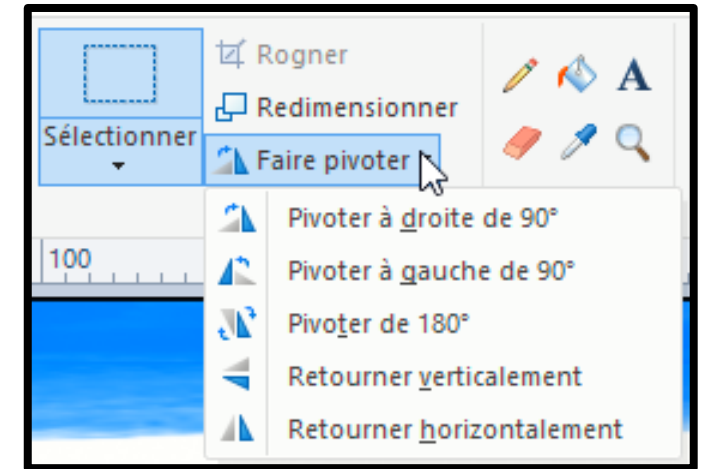 Rogner
Redimensionner
Sélectionner
Faire pivoter
A
Pivoter à droite de 90°
100
Pivoter à gauche de 90°
Pivoter de 180°
Retourner verticalement
Retourner horizontalement